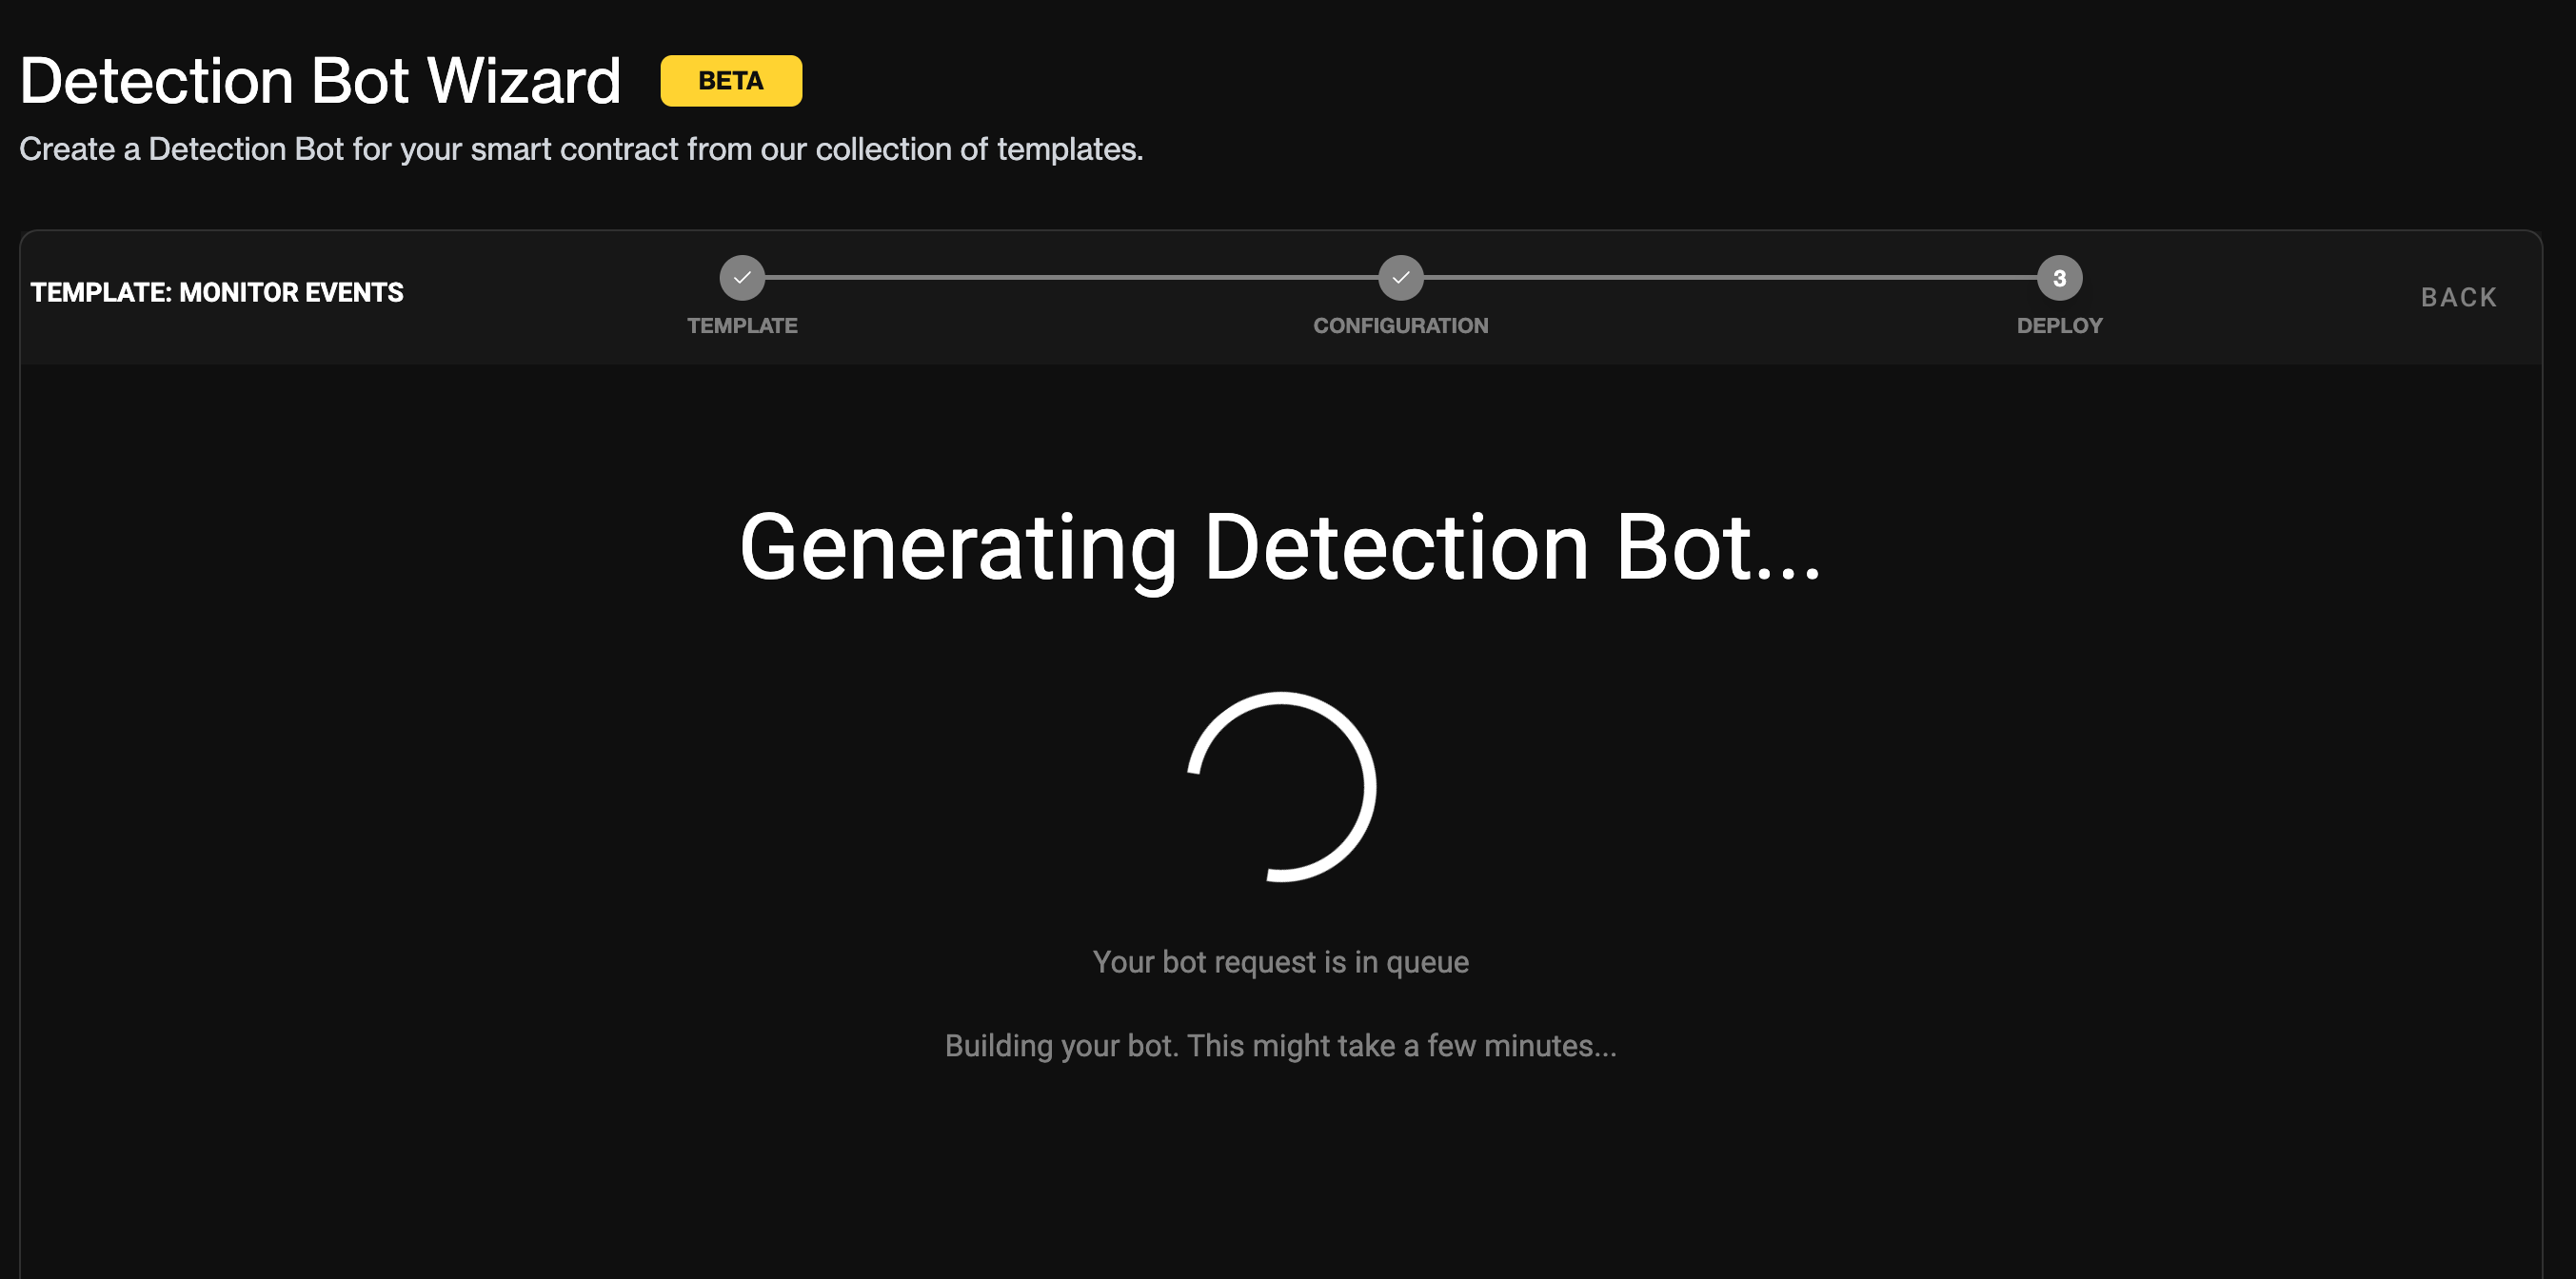 Detection Bot Wizard BETA
Create a Detection Bot for your smart contract from our collection of templates.
TEMPLATE: MONITOR EVENTS
3
BACK
TEMPLATE CONFIGURATION DEPLOY
Generating Detection Bot...
Your bot request is in queue
Building your bot. This might take a few minutes...